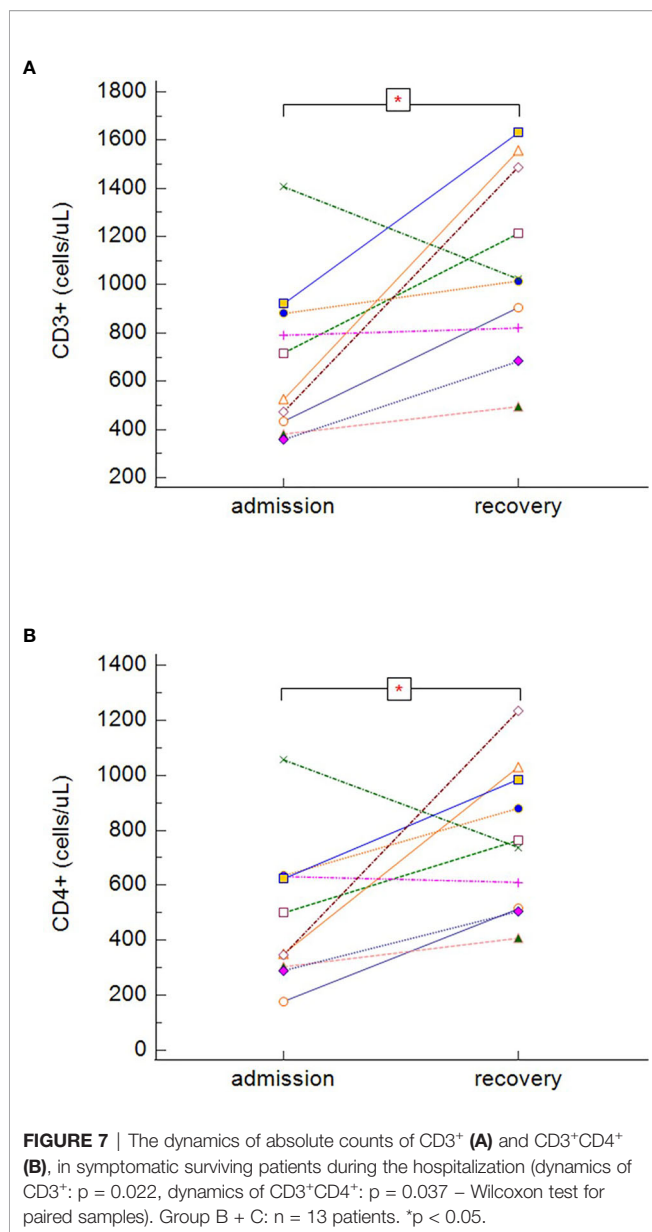 A
1800
1600
1400
1200
1000
800
600
400
200
CD3+ (cells/uL)
*
admission recovery
B
1400
1200
1000
800
600
400
200
0
CD4+ (cells/uL)
*
admission recovery
FIGURE 7 | The dynamics of absolute counts of CD3⁺ (A) and CD3⁺CD4⁺
(B), in symptomatic surviving patients during the hospitalization (dynamics of
CD3⁺: p = 0.022, dynamics of CD3⁺CD4⁺: p = 0.037 – Wilcoxon test for
paired samples). Group B + C: n = 13 patients. *p < 0.05.